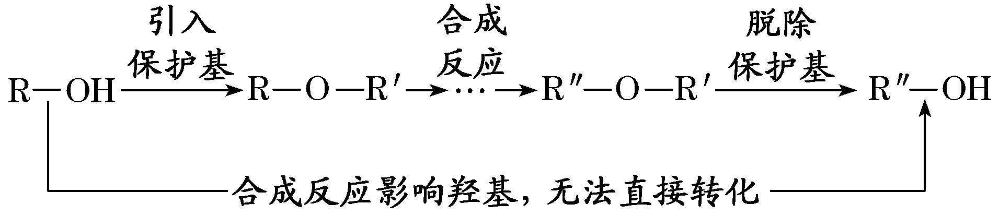 引入 合成 脱除
保护基 反应 保护基
R—OH → R—O—R′ → … → R″—O—R′ → R″—OH
合成反应影响羟基，无法直接转化